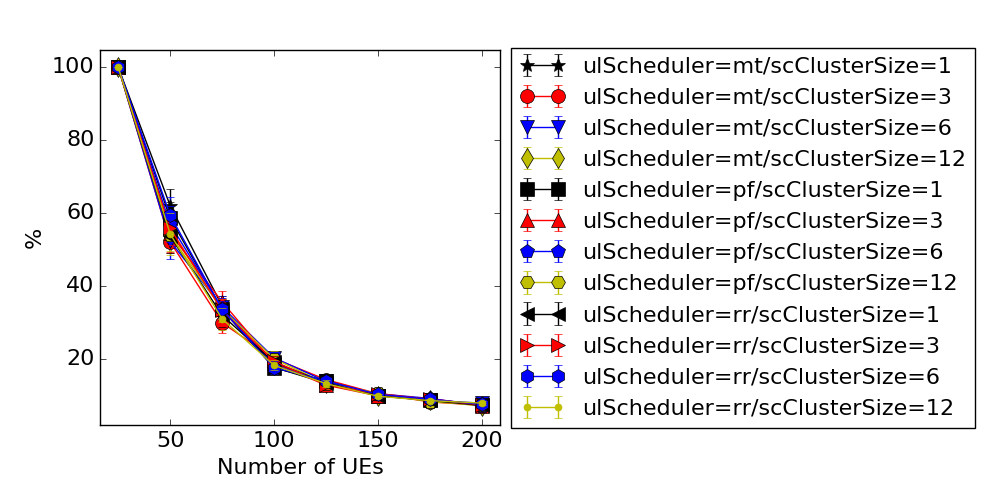 100
80
60
40
20
%
50
100
150
200
Number of UEs
ulScheduler=mt/scClusterSize=1
ulScheduler=mt/scClusterSize=3
ulScheduler=mt/scClusterSize=6
ulScheduler=mt/scClusterSize=12
ulScheduler=pf/scClusterSize=1
ulScheduler=pf/scClusterSize=3
ulScheduler=pf/scClusterSize=6
ulScheduler=pf/scClusterSize=12
ulScheduler=rr/scClusterSize=1
ulScheduler=rr/scClusterSize=3
ulScheduler=rr/scClusterSize=6
ulScheduler=rr/scClusterSize=12